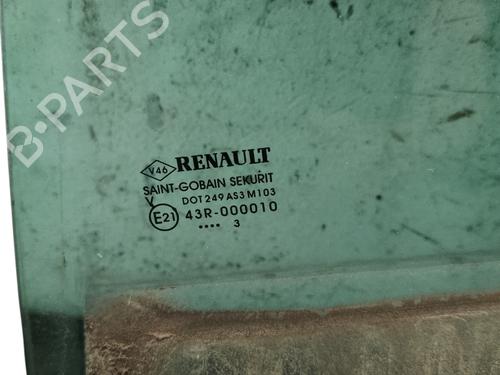 B-PARTS
V46 RENAULT
SAINT-GOBAIN SEKURIT
V DOT 249 AS3 M103
E21 43R-000010
.... 3